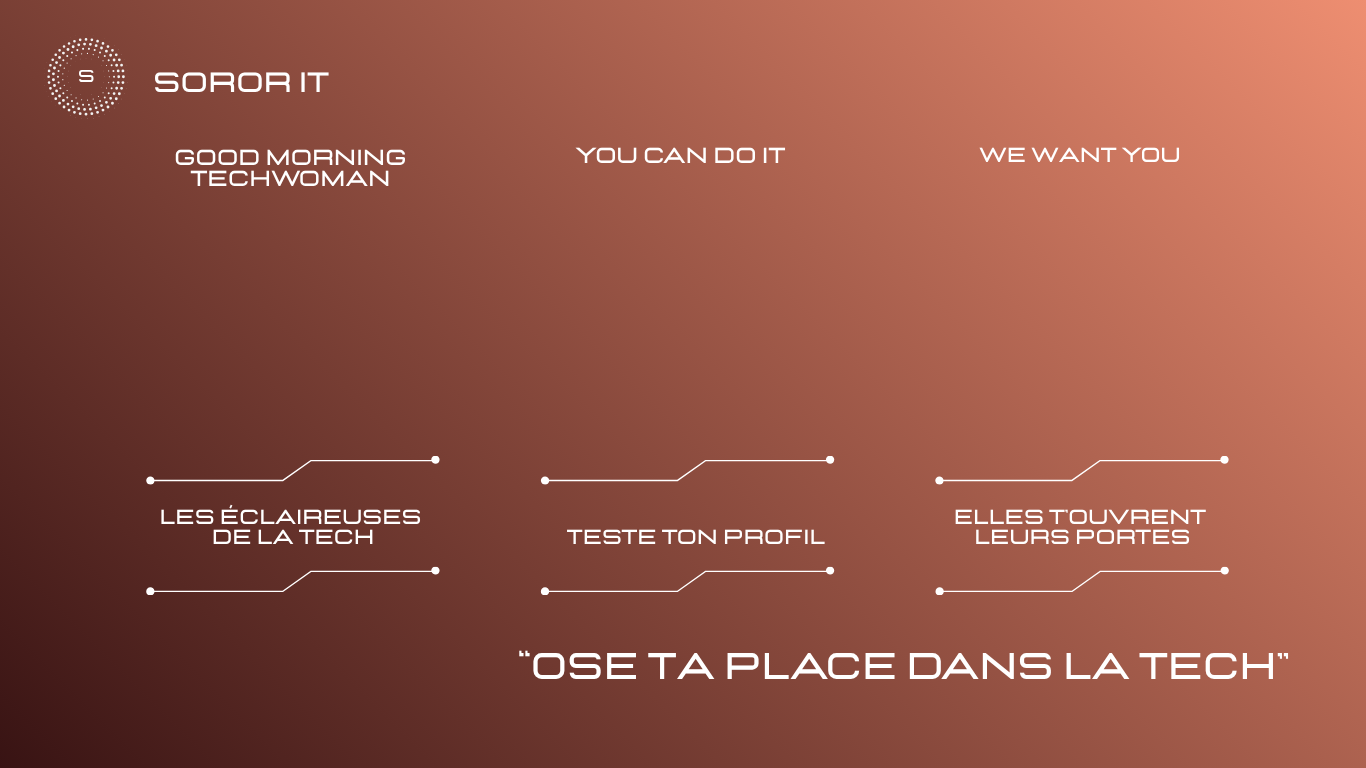 S
SOROR IT
GOOD MORNING
TECHWOMAN
YOU CAN DO IT
WE WANT YOU
LES ÉCLAIREUSES
DE LA TECH
TESTE TON PROFIL
ELLES T'OUVRENT
LEURS PORTES
“OSE TA PLACE DANS LA TECH”